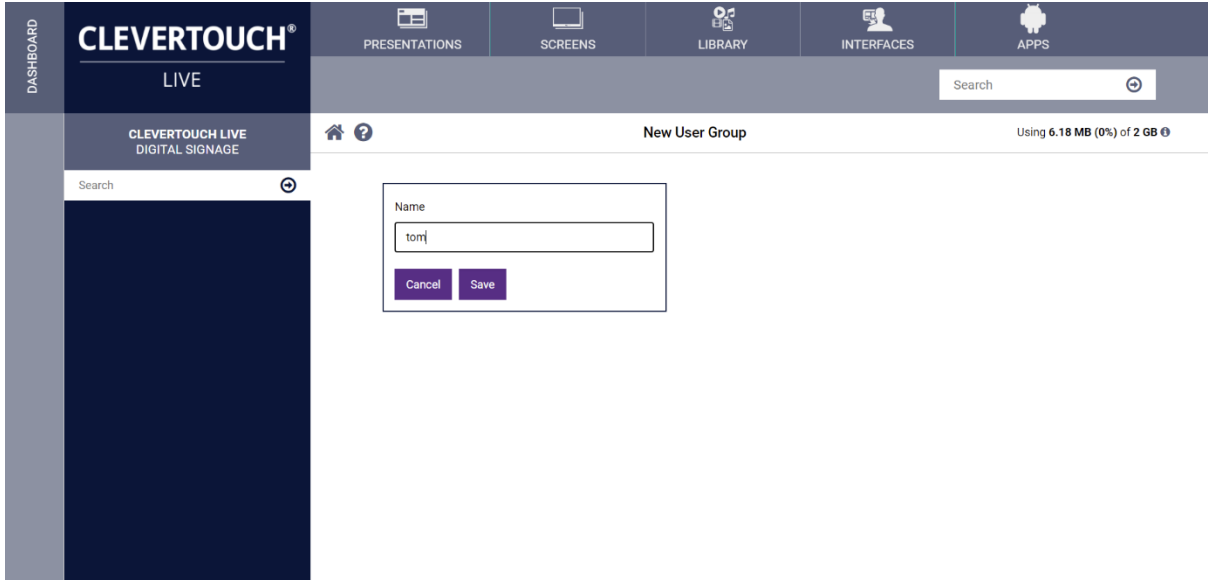 DASHBOARD
CLEVERTOUCH®
LIVE
PRESENTATIONS
SCREENS
LIBRARY
INTERFACES
APPS
Search
CLEVERTOUCH LIVE
DIGITAL SIGNAGE
Search
New User Group
Using 6.18 MB (0%) of 2 GB
Name
tom
Cancel
Save